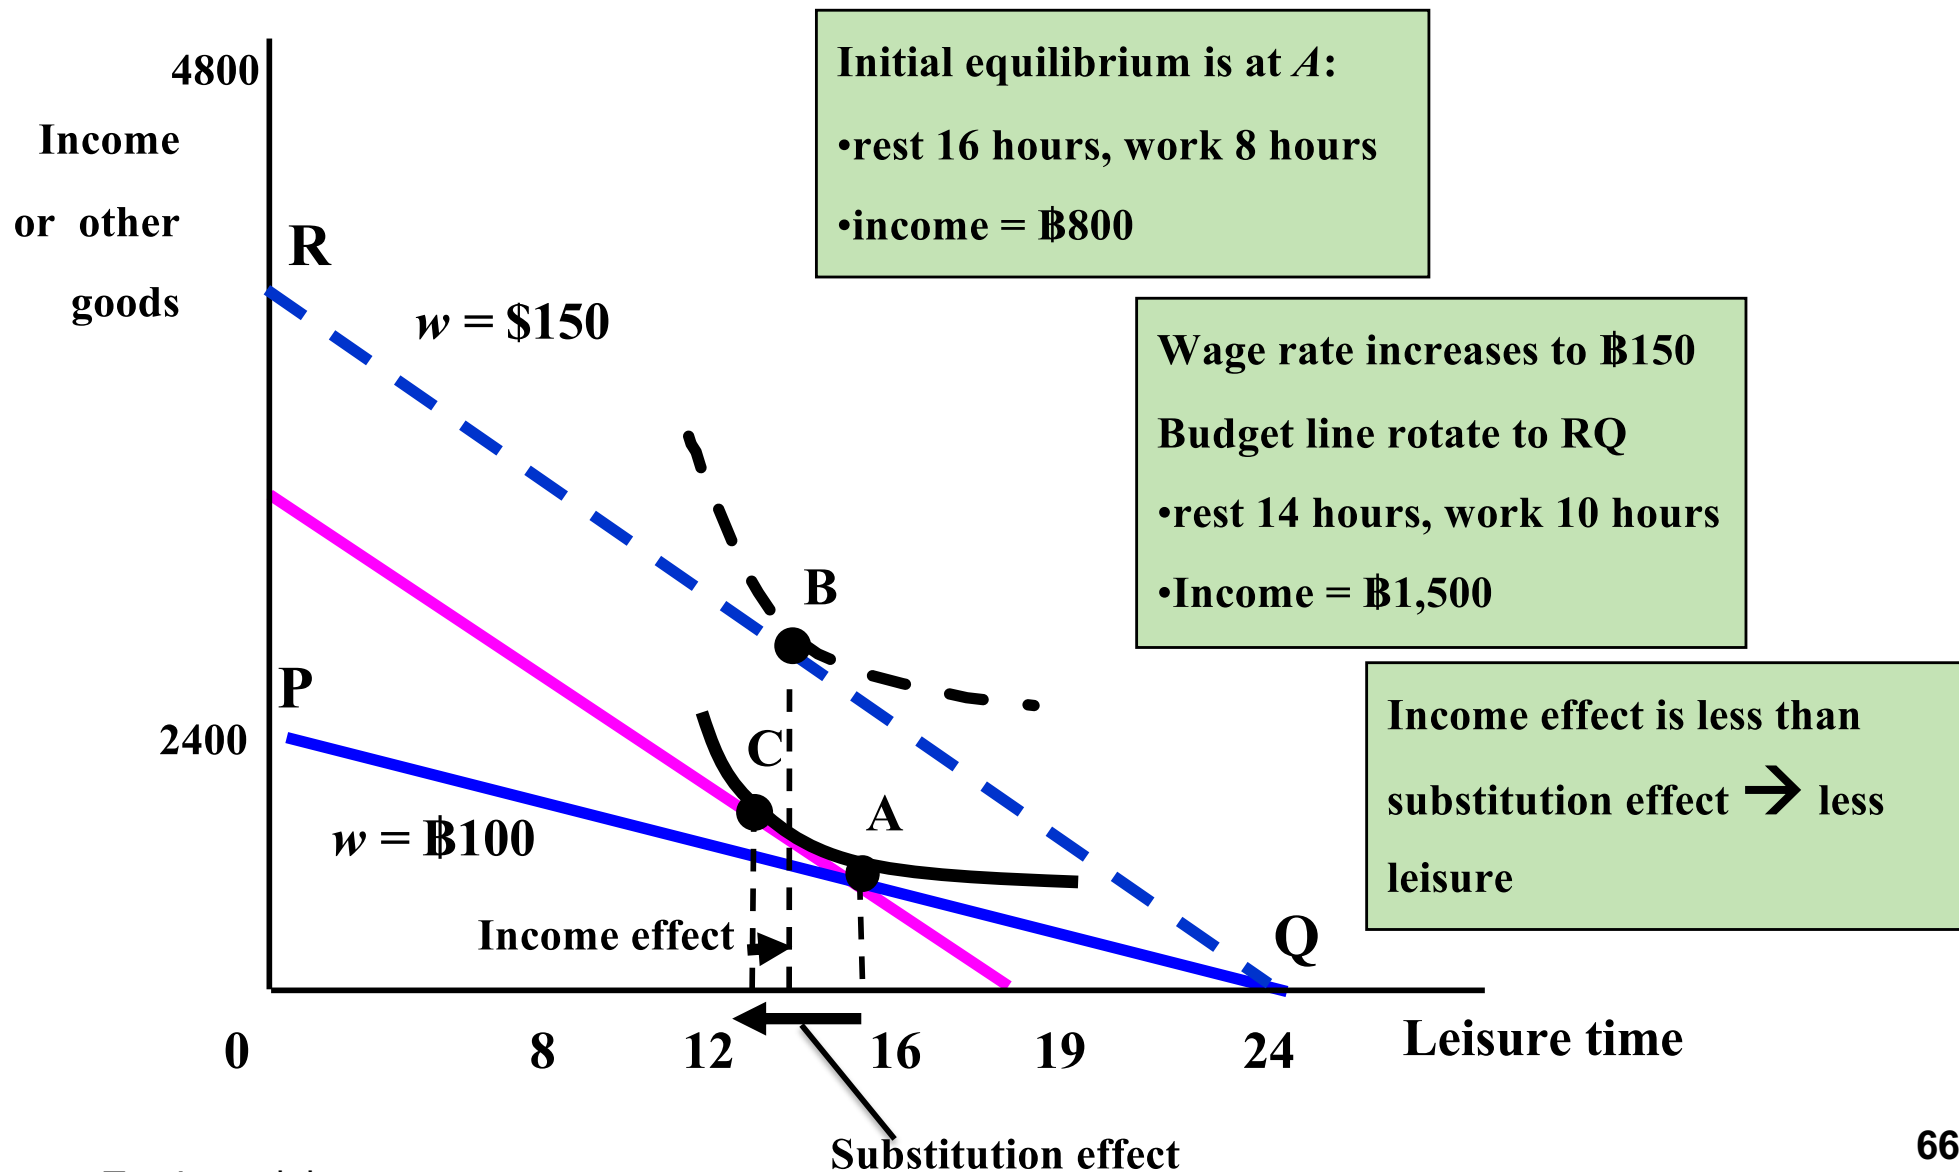 4800
Income
or other
goods
R
w = $150
P
2400
w = ฿100
B
C
A
Income effect
Q
0 8 12 16 19 24
Leisure time
Substitution effect
Initial equilibrium is at A:
•rest 16 hours, work 8 hours
•income = ฿800
Wage rate increases to ฿150
Budget line rotate to RQ
•rest 14 hours, work 10 hours
•Income = ฿1,500
Income effect is less than
substitution effect → less
leisure
66